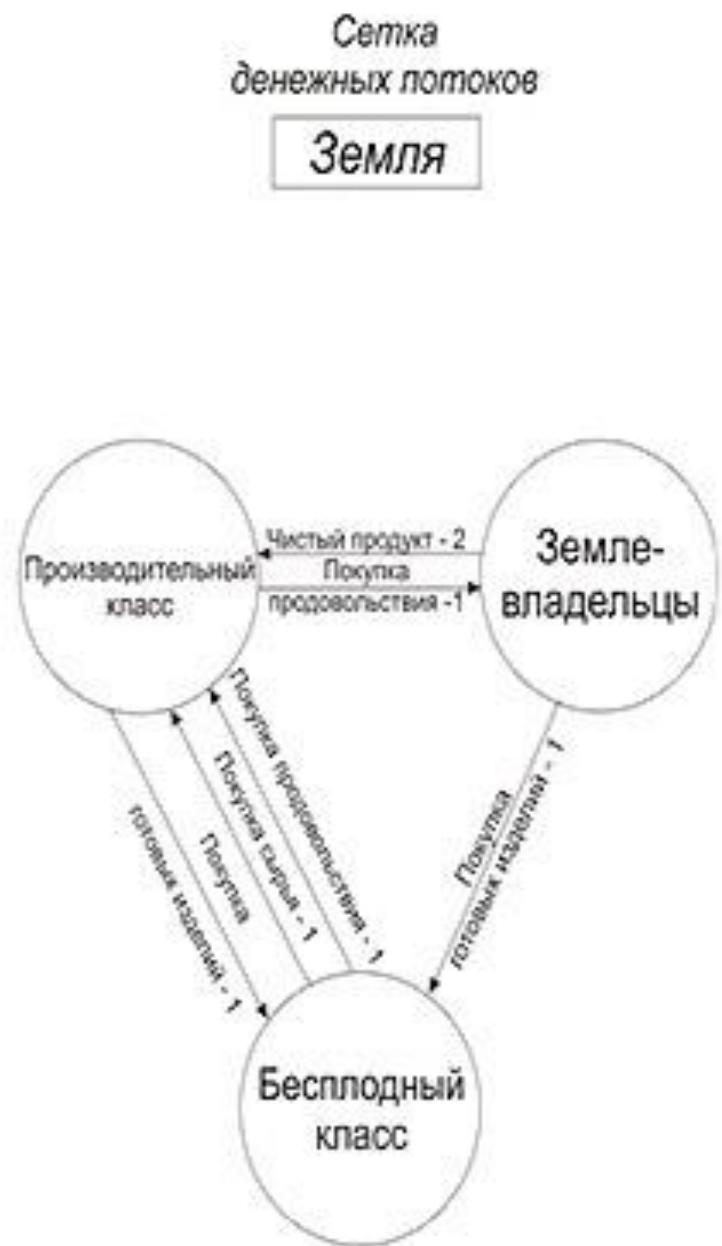 Сетка
денежных потоков
Земля
Производительный
класс
Чистый продукт - 2
Покупка
продовольствия -1
Земле-
владельцы
Покупка
готовых изделий - 1
Покупка сырья - 1
Покупка продовольствия - 1
Покупка
готовых изделий - 1
Бесплодный
класс